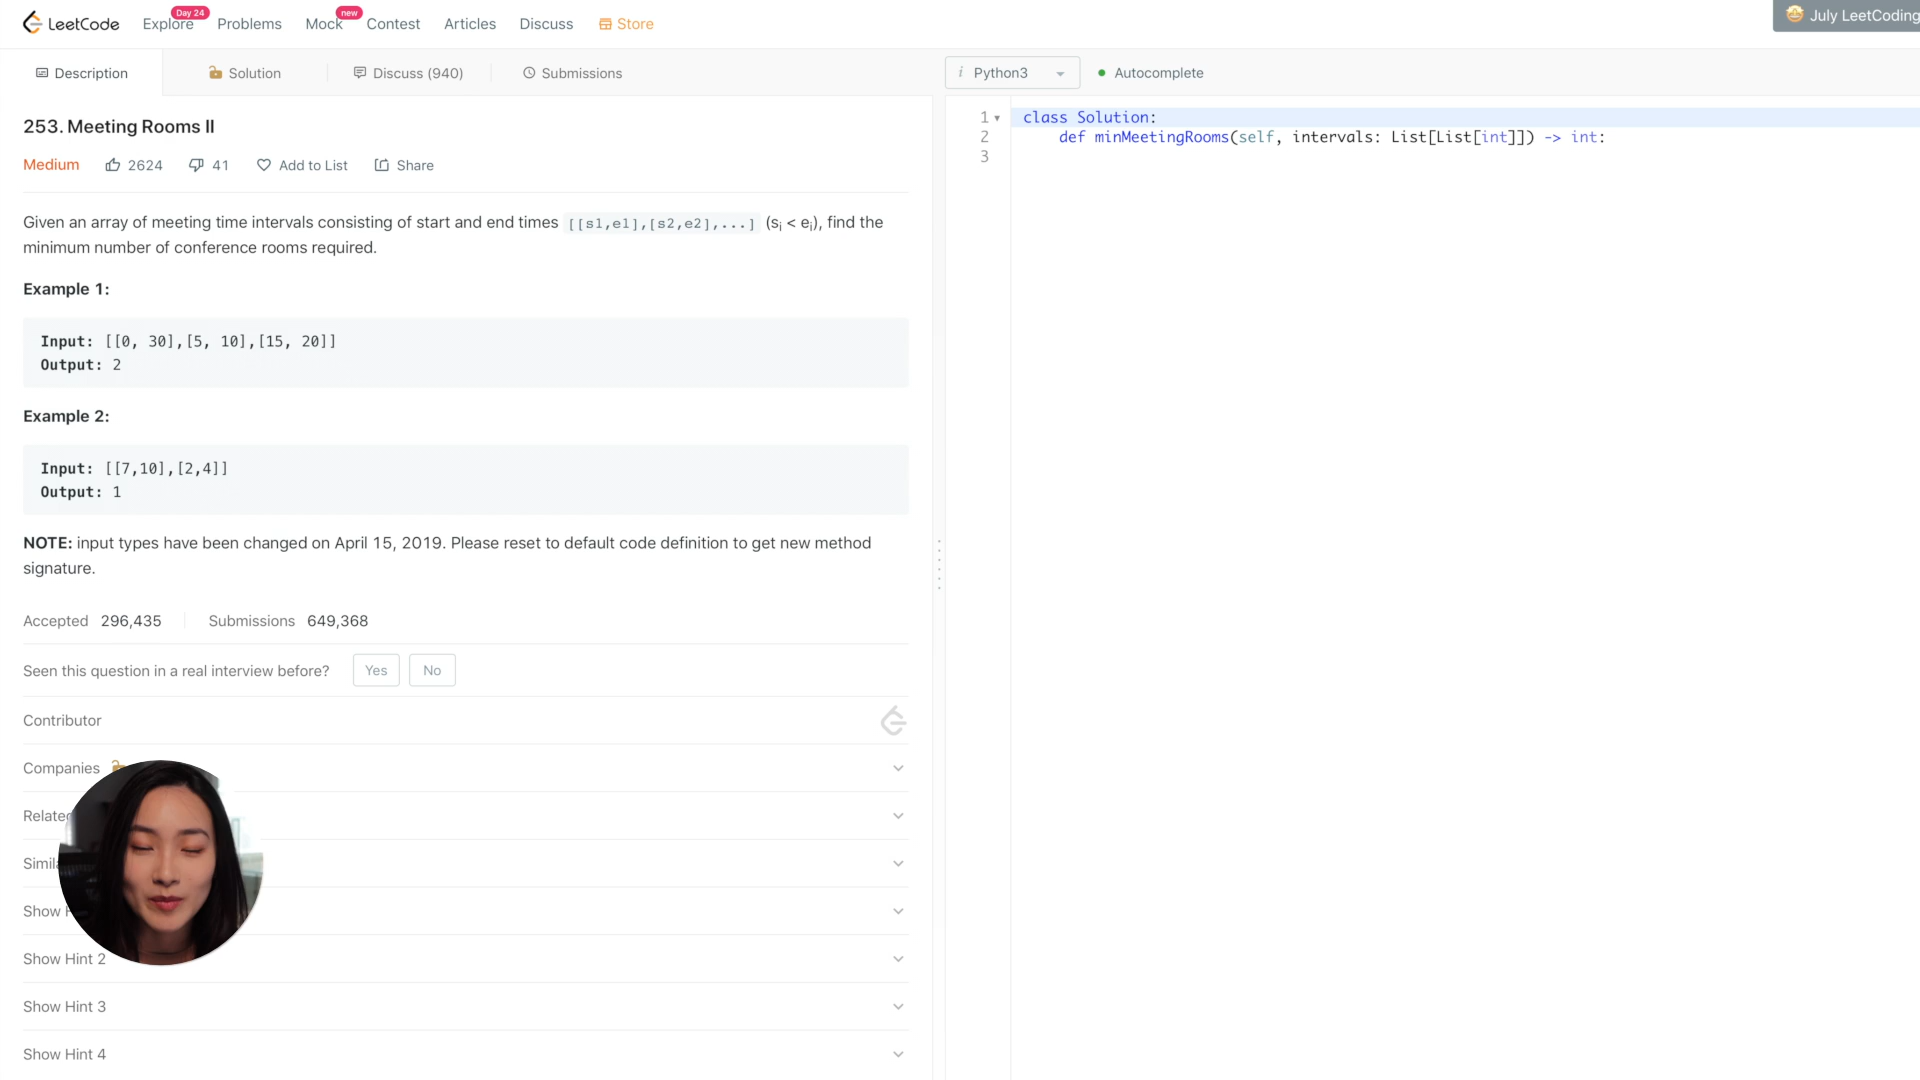 LeetCode Explore Day 24 Problems Mock new Contest Articles Discuss Store July LeetCoding
Description Solution Discuss (940) Submissions
i Python3 Autocomplete
253. Meeting Rooms II
Medium 2624 41 Add to List Share
Given an array of meeting time intervals consisting of start and end times [[s1,e1],[s2,e2],...] (si < ei), find the
minimum number of conference rooms required.
Example 1:
Input: [[0, 30],[5, 10],[15, 20]]
Output: 2
Example 2:
Input: [[7,10],[2,4]]
Output: 1
NOTE: input types have been changed on April 15, 2019. Please reset to default code definition to get new method
signature.
Accepted 296,435 Submissions 649,368
Seen this question in a real interview before? Yes No
Contributor
Companies
Show
Show Hint 2
Show Hint 3
Show Hint 4
1 class Solution:
2 def minMeetingRooms(self, intervals: List[List[int]]) -> int:
3